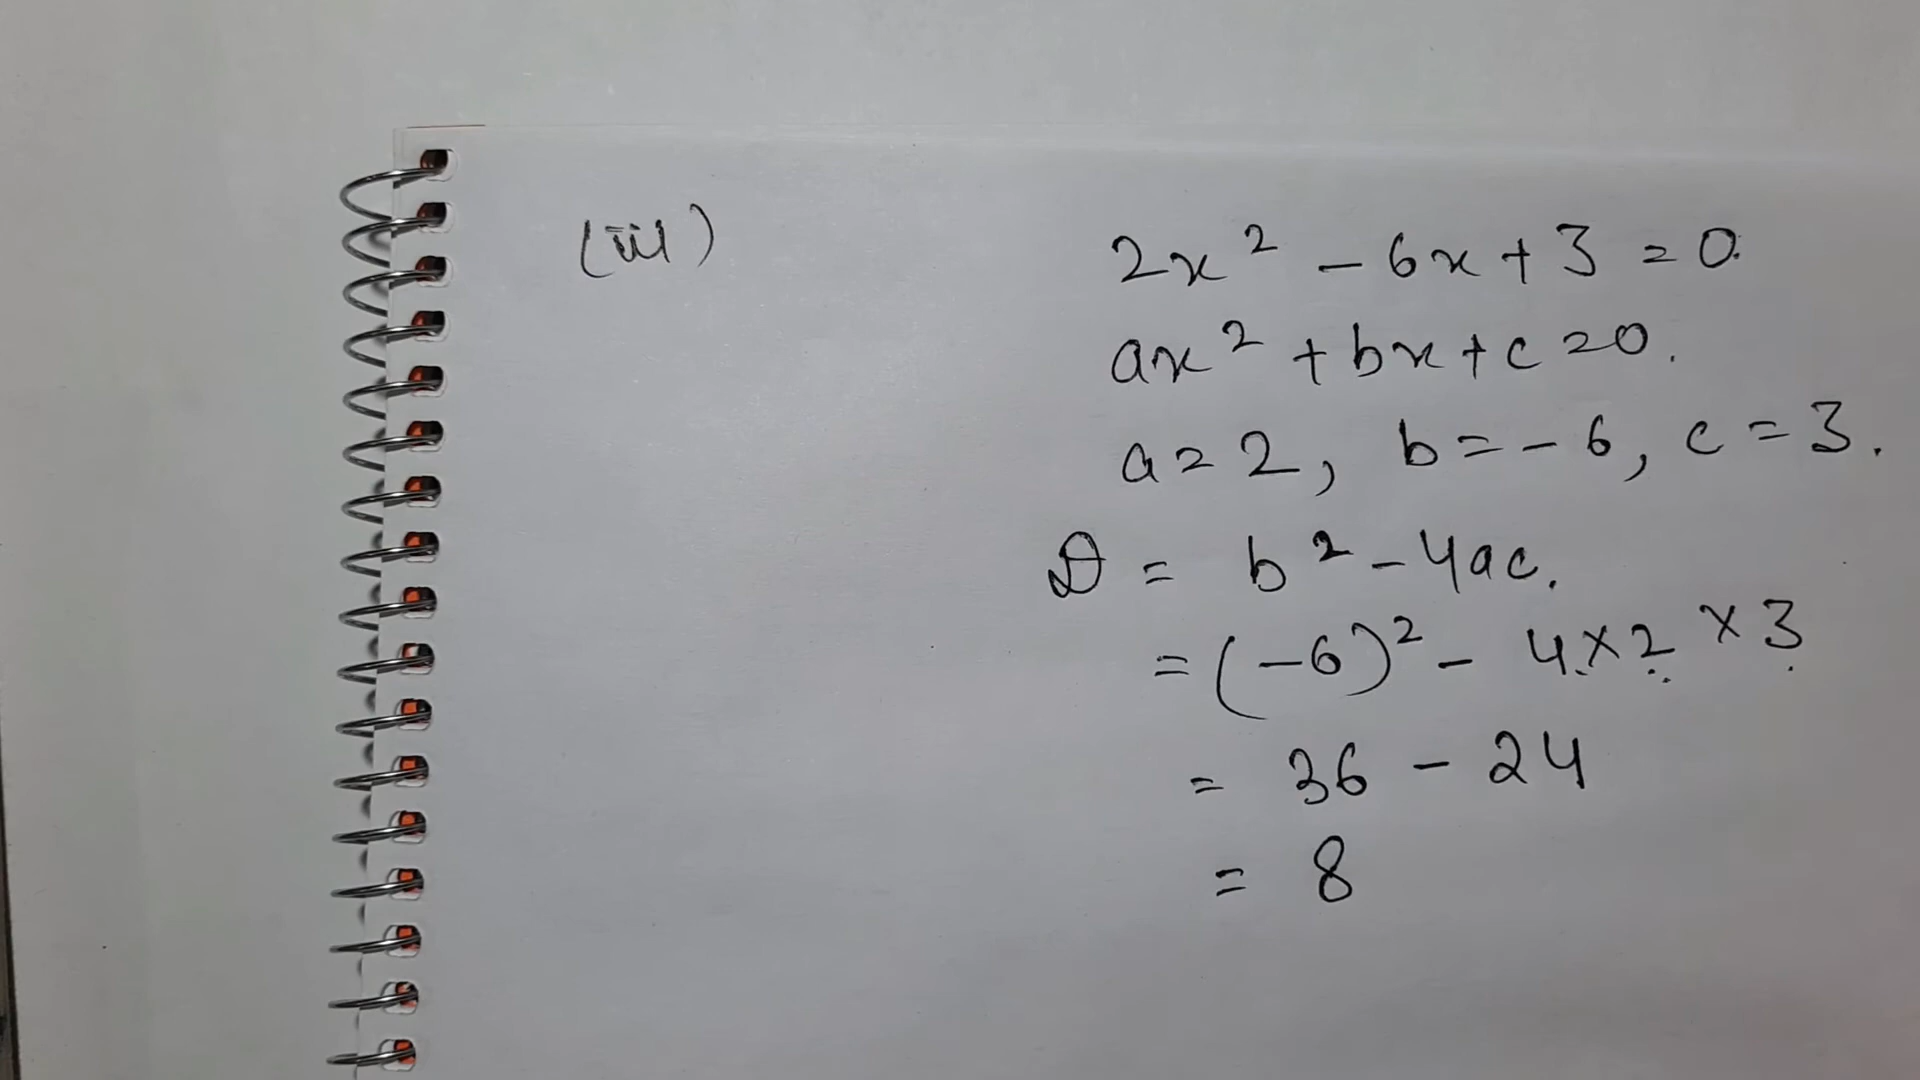 (iii)
2x² - 6x + 3 = 0.
ax² + bx + c = 0.
a = 2, b = - 6, c = 3.
D = b² - 4ac.
= (-6)² - 4 × 2 × 3
= 36 - 24
= 8